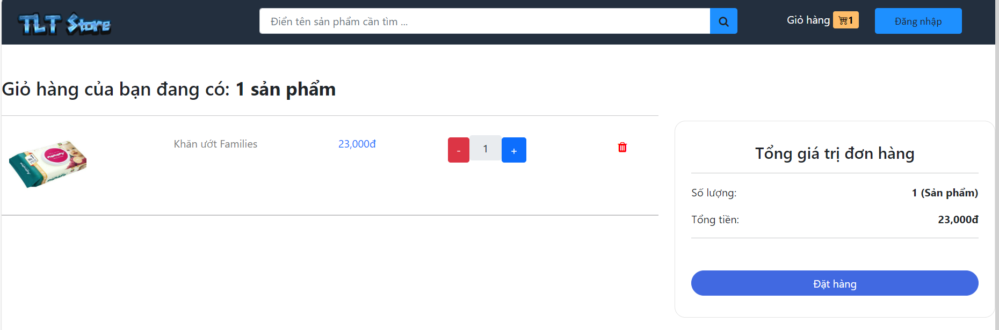 TLT Store
Điển tên sản phẩm cần tìm ...
Giỏ hàng 1
Đăng nhập
Giỏ hàng của bạn đang có: 1 sản phẩm
Khăn ướt Families
23,000đ
- 1 +
Tổng giá trị đơn hàng
Số lượng: 1 (Sản phẩm)
Tổng tiền: 23,000đ
Đặt hàng